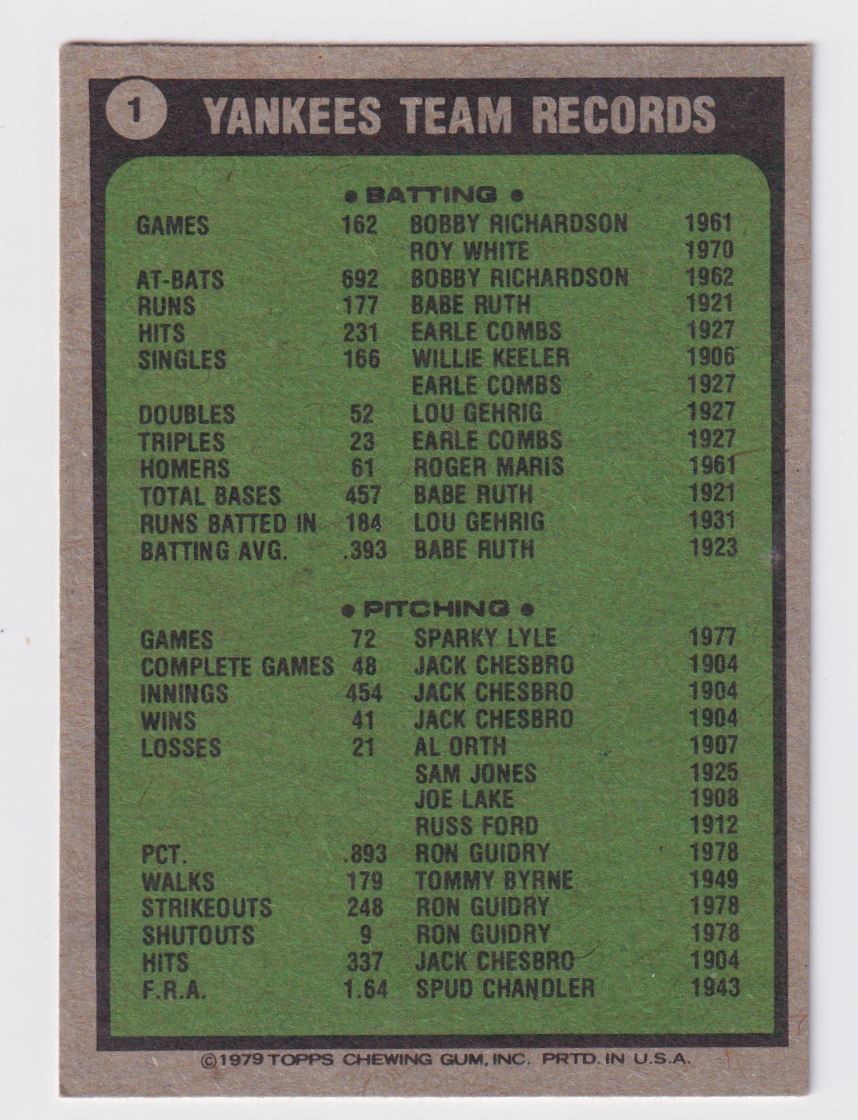 1 YANKEES TEAM RECORDS
• BATTING •
GAMES 162 BOBBY RICHARDSON 1961
ROY WHITE 1970
AT-BATS 692 BOBBY RICHARDSON 1962
RUNS 177 BABE RUTH 1921
HITS 231 EARLE COMBS 1927
SINGLES 166 WILLIE KEELER 1906
EARLE COMBS 1927
DOUBLES 52 LOU GEHRIG 1927
TRIPLES 23 EARLE COMBS 1927
HOMERS 61 ROGER MARIS 1961
TOTAL BASES 457 BABE RUTH 1921
RUNS BATTED IN 184 LOU GEHRIG 1931
BATTING AVG. .393 BABE RUTH 1923
• PITCHING •
GAMES 72 SPARKY LYLE 1977
COMPLETE GAMES 48 JACK CHESBRO 1904
INNINGS 454 JACK CHESBRO 1904
WINS 41 JACK CHESBRO 1904
LOSSES 21 AL ORTH 1907
SAM JONES 1925
JOE LAKE 1908
RUSS FORD 1912
PCT. .893 RON GUIDRY 1978
WALKS 179 TOMMY BYRNE 1949
STRIKEOUTS 248 RON GUIDRY 1978
SHUTOUTS 9 RON GUIDRY 1978
HITS 337 JACK CHESBRO 1904
E.R.A. 1.64 SPUD CHANDLER 1943
©1979 TOPPS CHEWING GUM, INC. PRTD. IN U.S.A.